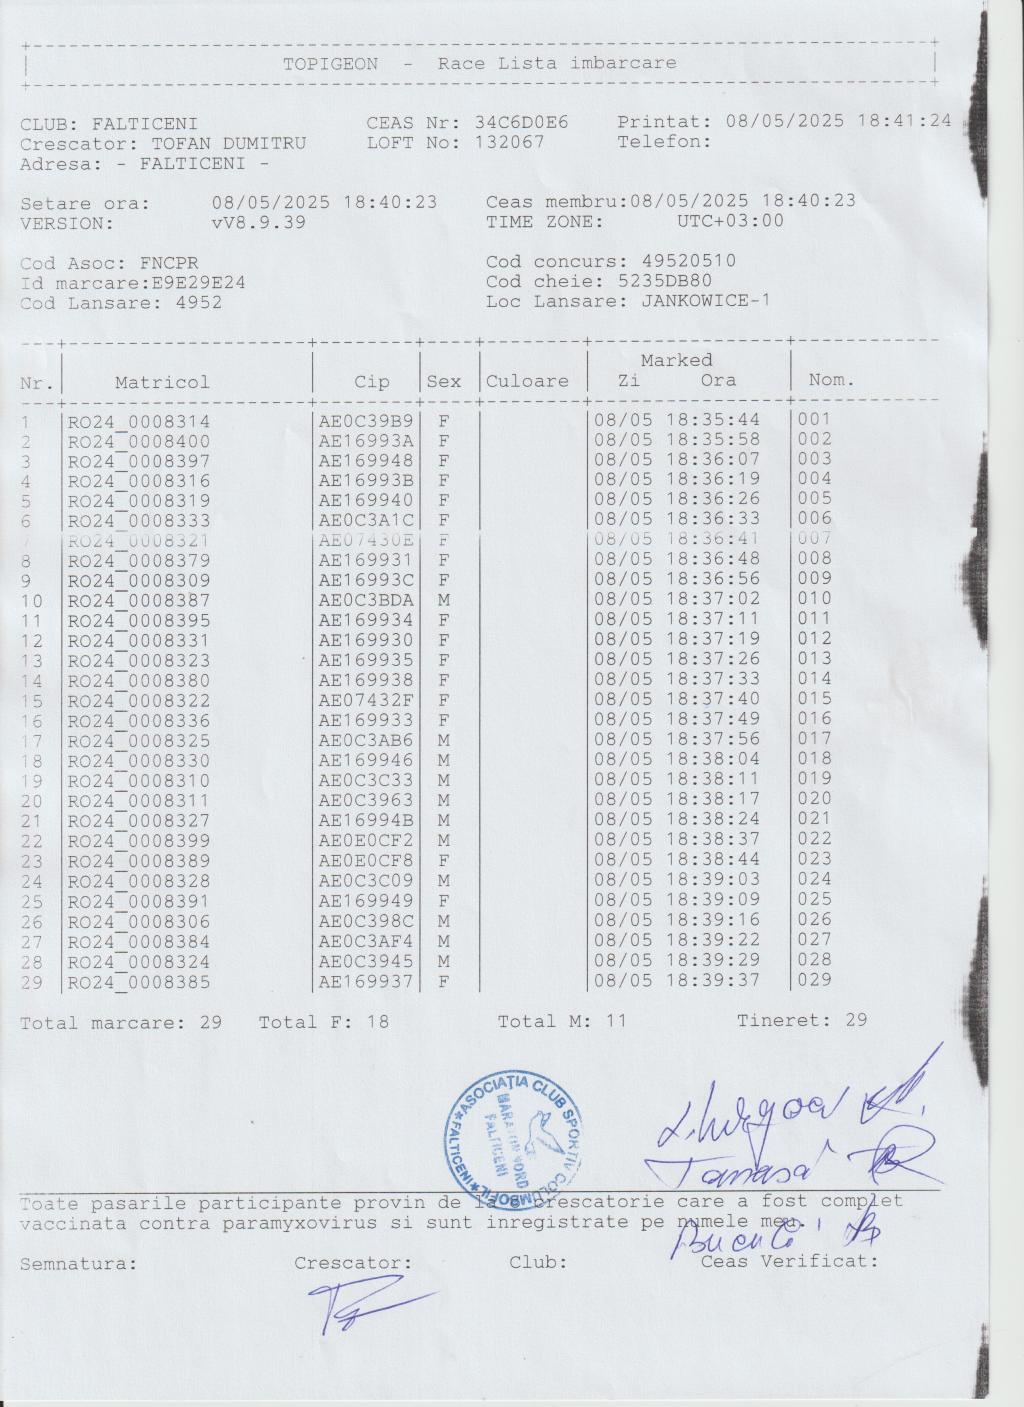 TOPIGEON - Race Lista imbarcare
CLUB: FALTICENI CEAS Nr: 34C6D0E6 Printat: 08/05/2025 18:41:24
Crescator: TOFAN DUMITRU LOFT No: 132067 Telefon:
Adresa: - FALTICENI -
Setare ora: 08/05/2025 18:40:23 Ceas membru:08/05/2025 18:40:23
VERSION: vV8.9.39 TIME ZONE: UTC+03:00
Cod Asoc: FNCPR Cod concurs: 49520510
Id marcare:E9E29E24 Cod cheie: 5235DB80
Cod Lansare: 4952 Loc Lansare: JANKOWICE-1
Marked
Nr. Matricol Cip Sex Culoare Zi Ora Nom.
1 RO24_0008314 AE0C39B9 F 08/05 18:35:44 001
2 RO24_0008400 AE16993A F 08/05 18:35:58 002
3 RO24_0008397 AE169948 F 08/05 18:36:07 003
4 RO24_0008316 AE16993B F 08/05 18:36:19 004
5 RO24_0008319 AE169940 F 08/05 18:36:26 005
6 RO24_0008333 AE0C3A1C F 08/05 18:36:33 006
7 RO24_0008321 AE07430E F 08/05 18:36:41 007
8 RO24_0008379 AE169931 F 08/05 18:36:48 008
9 RO24_0008309 AE16993C F 08/05 18:36:56 009
10 RO24_0008387 AE0C3BDA M 08/05 18:37:02 010
11 RO24_0008395 AE169934 F 08/05 18:37:11 011
12 RO24_0008331 AE169930 F 08/05 18:37:19 012
13 RO24_0008323 AE169935 F 08/05 18:37:26 013
14 RO24_0008380 AE169938 F 08/05 18:37:33 014
15 RO24_0008322 AE07432F F 08/05 18:37:40 015
16 RO24_0008336 AE169933 F 08/05 18:37:49 016
17 RO24_0008325 AE0C3AB6 M 08/05 18:37:56 017
18 RO24_0008330 AE169946 M 08/05 18:38:04 018
19 RO24_0008310 AE0C3C33 M 08/05 18:38:11 019
20 RO24_0008311 AE0C3963 M 08/05 18:38:17 020
21 RO24_0008327 AE16994B M 08/05 18:38:24 021
22 RO24_0008399 AE0E0CF2 M 08/05 18:38:37 022
23 RO24_0008389 AE0E0CF8 F 08/05 18:38:44 023
24 RO24_0008328 AE0C3C09 M 08/05 18:39:03 024
25 RO24_0008391 AE169949 F 08/05 18:39:09 025
26 RO24_0008306 AE0C398C M 08/05 18:39:16 026
27 RO24_0008384 AE0C3AF4 M 08/05 18:39:22 027
28 RO24_0008324 AE0C3945 M 08/05 18:39:29 028
29 RO24_0008385 AE169937 F 08/05 18:39:37 029
Total marcare: 29 Total F: 18 Total M: 11 Tineret: 29
ASOCIAȚIA CLUB SPORTIV COLUMBOFIL
MARATON NORD
FALTICENI
*FALTICENI*
Tanasă
Toate pasarile participante provin de la o crescatorie care a fost complet
vaccinata contra paramyxovirus si sunt inregistrate pe numele meu.
Semnatura: Crescator: Club: Ceas Verificat: